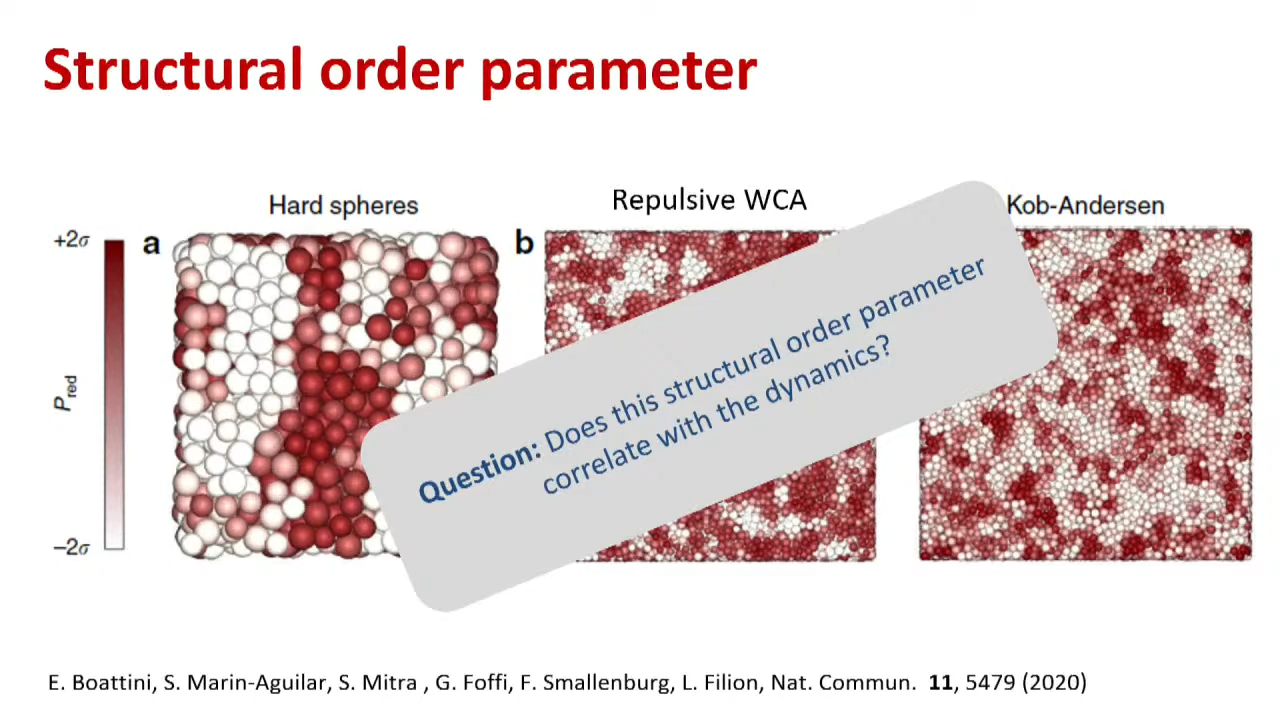 Structural order parameter
Hard spheres
Repulsive WCA
Kob-Andersen
+2σ
a
b
P_red
−2σ
Question: Does this structural order parameter
correlate with the dynamics?
E. Boattini, S. Marin-Aguilar, S. Mitra , G. Foffi, F. Smallenburg, L. Filion, Nat. Commun. 11, 5479 (2020)